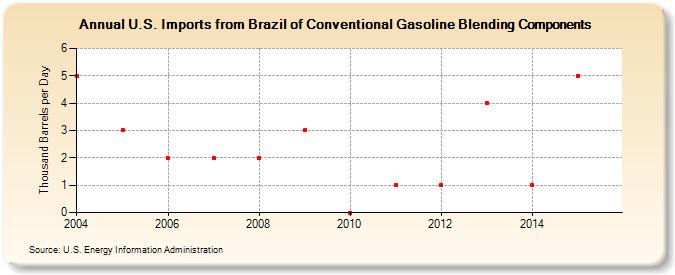 Annual U.S. Imports from Brazil of Conventional Gasoline Blending Components
Thousand Barrels per Day
6
5
4
3
2
1
0
2004 2006 2008 2010 2012 2014
Source: U.S. Energy Information Administration